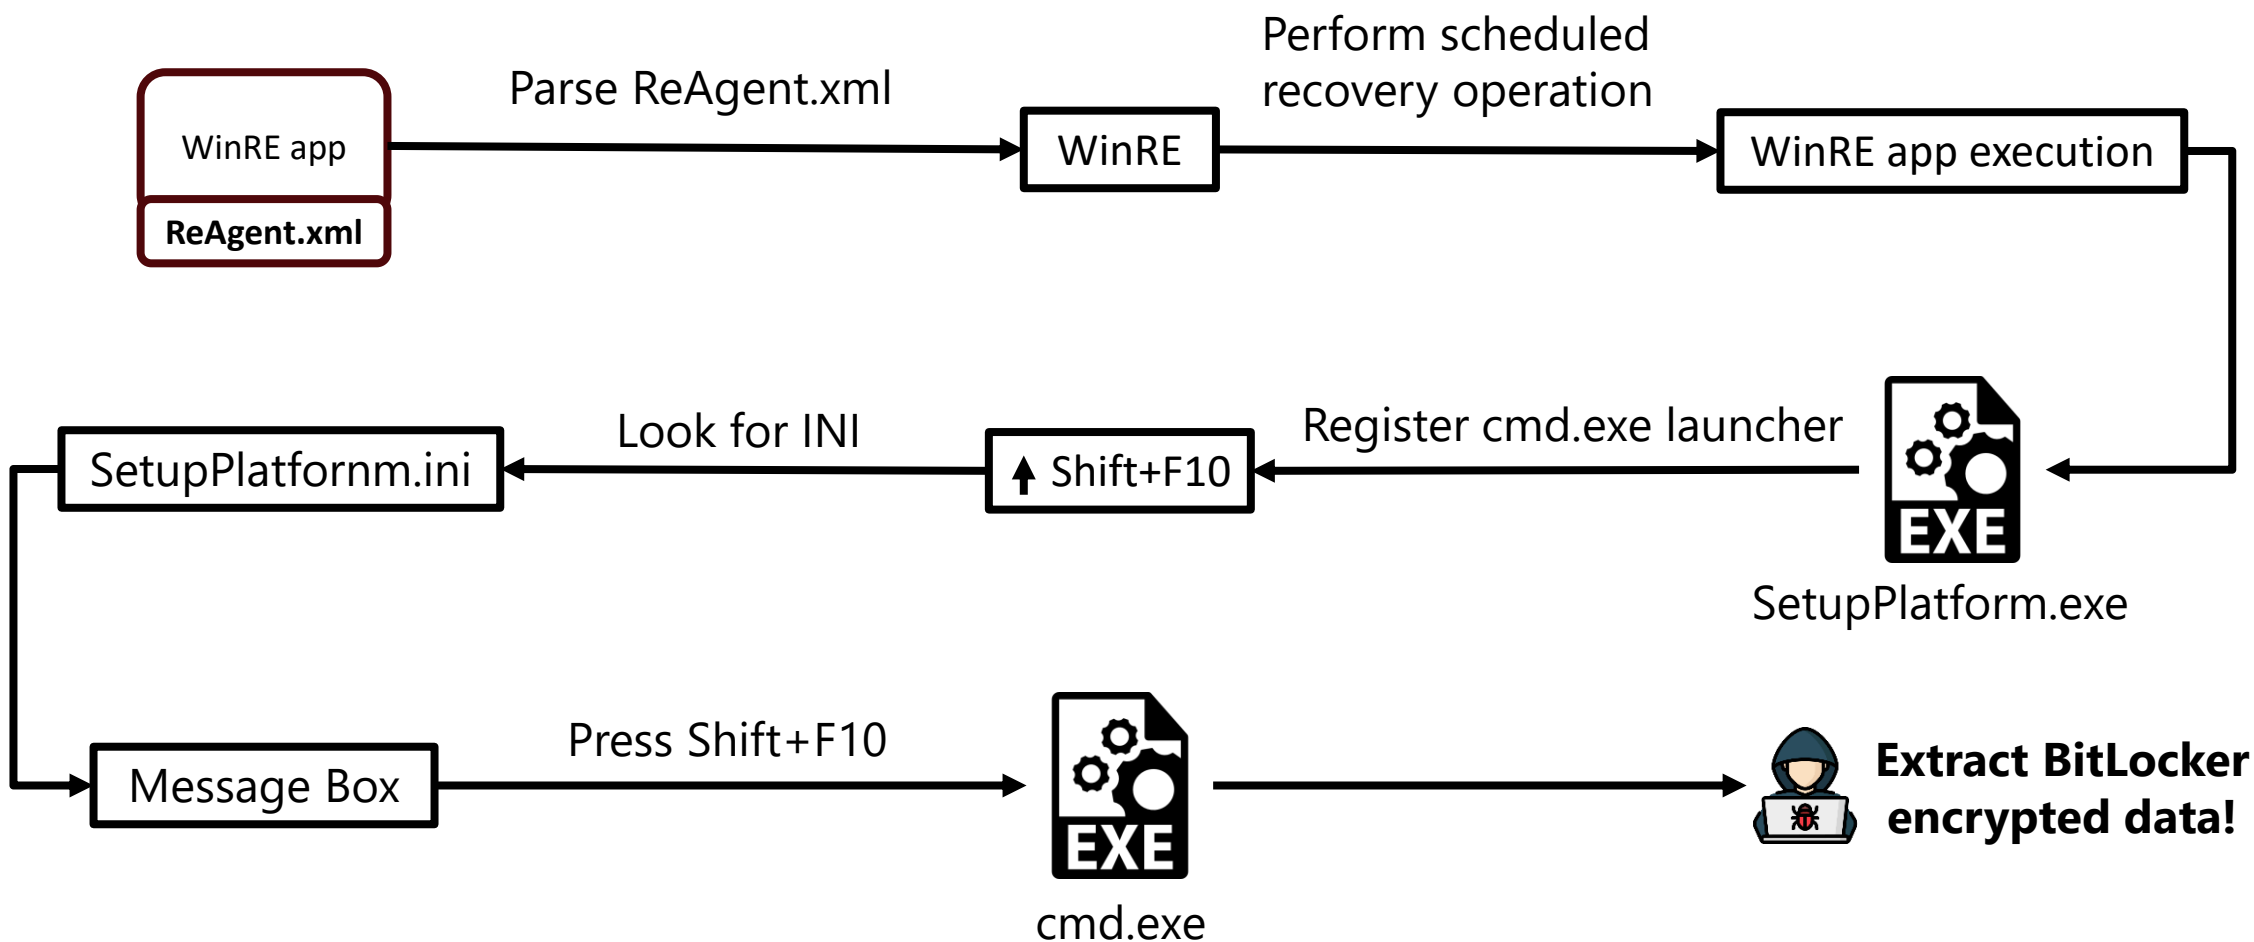 Perform scheduled
recovery operation
Parse ReAgent.xml
WinRE app
WinRE
WinRE app execution
ReAgent.xml
Register cmd.exe launcher
Look for INI
Shift+F10
SetupPlatfornm.ini
EXE
SetupPlatform.exe
Press Shift+F10
Message Box
EXE
cmd.exe
Extract BitLocker
encrypted data!